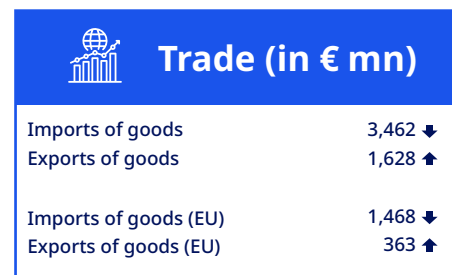 Trade (in € mn)
Imports of goods 3,462
Exports of goods 1,628
Imports of goods (EU) 1,468
Exports of goods (EU) 363